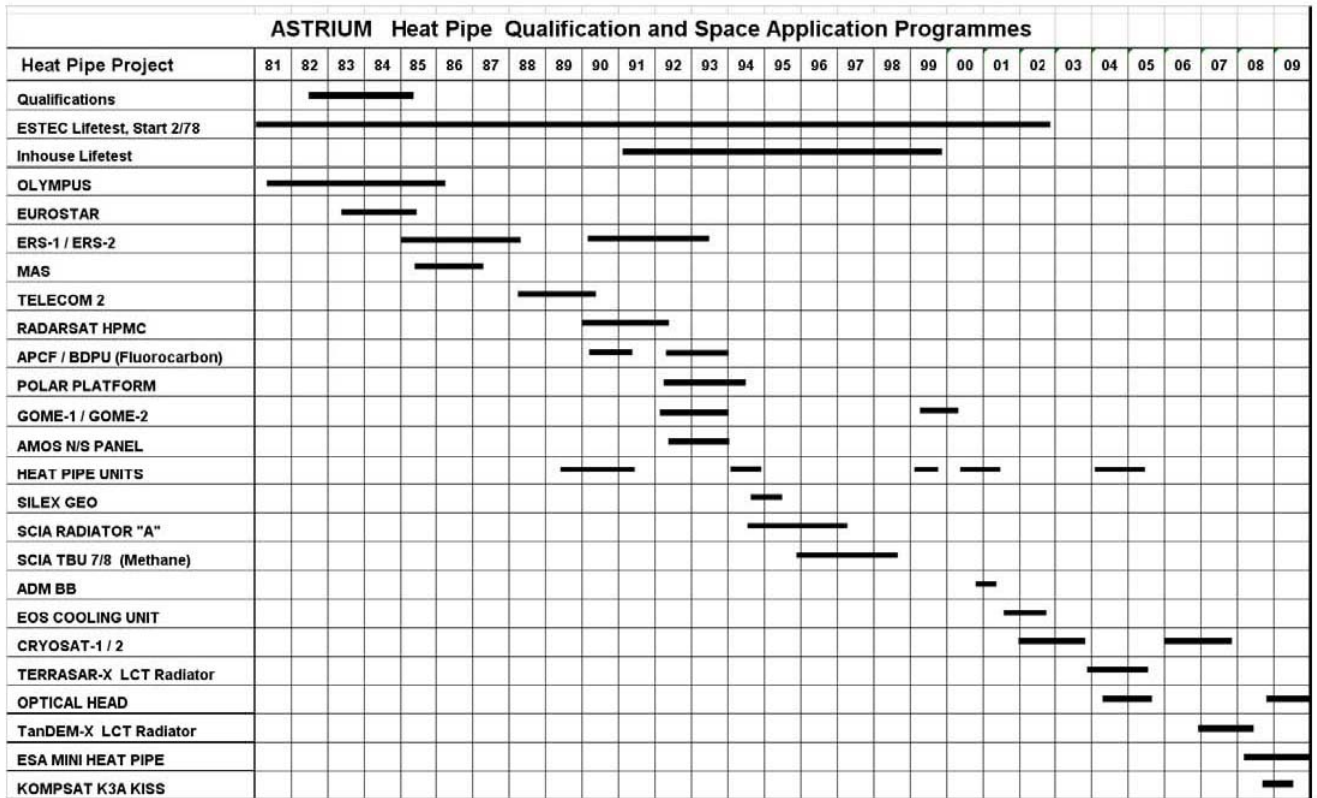 ASTRIUM Heat Pipe Qualification and Space Application Programmes
Heat Pipe Project 81 82 83 84 85 86 87 88 89 90 91 92 93 94 95 96 97 98 99 00 01 02 03 04 05 06 07 08 09
Qualifications
ESTEC Lifetest, Start 2/78
Inhouse Lifetest
OLYMPUS
EUROSTAR
ERS-1 / ERS-2
MAS
TELECOM 2
RADARSAT HPMC
APCF / BDPU (Fluorocarbon)
POLAR PLATFORM
GOME-1 / GOME-2
AMOS N/S PANEL
HEAT PIPE UNITS
SILEX GEO
SCIA RADIATOR "A"
SCIA TBU 7/8 (Methane)
ADM BB
EOS COOLING UNIT
CRYOSAT-1 / 2
TERRASAR-X LCT Radiator
OPTICAL HEAD
TanDEM-X LCT Radiator
ESA MINI HEAT PIPE
KOMPSAT K3A KISS